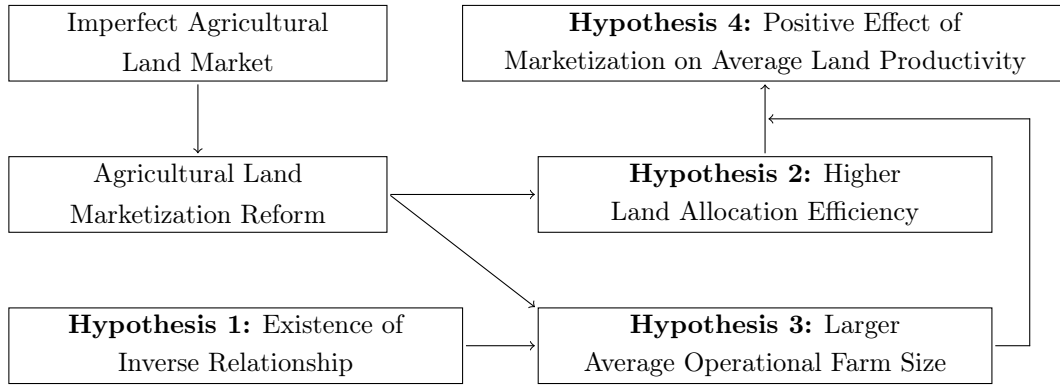 Imperfect Agricultural
Land Market
Hypothesis 4: Positive Effect of
Marketization on Average Land Productivity
Agricultural Land
Marketization Reform
Hypothesis 2: Higher
Land Allocation Efficiency
Hypothesis 1: Existence of
Inverse Relationship
Hypothesis 3: Larger
Average Operational Farm Size